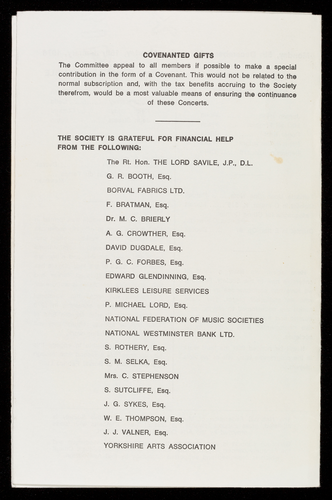 COVENANTED GIFTS
The Committee appeal to all members if possible to make a special
contribution in the form of a Covenant. This would not be related to the
normal subscription and, with the tax benefits accruing to the Society
therefrom, would be a most valuable means of ensuring the continuance
of these Concerts.
THE SOCIETY IS GRATEFUL FOR FINANCIAL HELP
FROM THE FOLLOWING:
The Rt. Hon. THE LORD SAVILE, J.P., D.L.
G. R. BOOTH, Esq.
BORVAL FABRICS LTD.
F. BRATMAN, Esq.
Dr. M. C. BRIERLY
A. G. CROWTHER, Esq.
DAVID DUGDALE, Esq.
P. G. C. FORBES, Esq.
EDWARD GLENDINNING, Esq.
KIRKLEES LEISURE SERVICES
P. MICHAEL LORD, Esq.
NATIONAL FEDERATION OF MUSIC SOCIETIES
NATIONAL WESTMINSTER BANK LTD.
S. ROTHERY, Esq.
S. M. SELKA, Esq.
Mrs. C. STEPHENSON
S. SUTCLIFFE, Esq.
J. G. SYKES, Esq.
W. E. THOMPSON, Esq.
J. J. VALNER, Esq.
YORKSHIRE ARTS ASSOCIATION